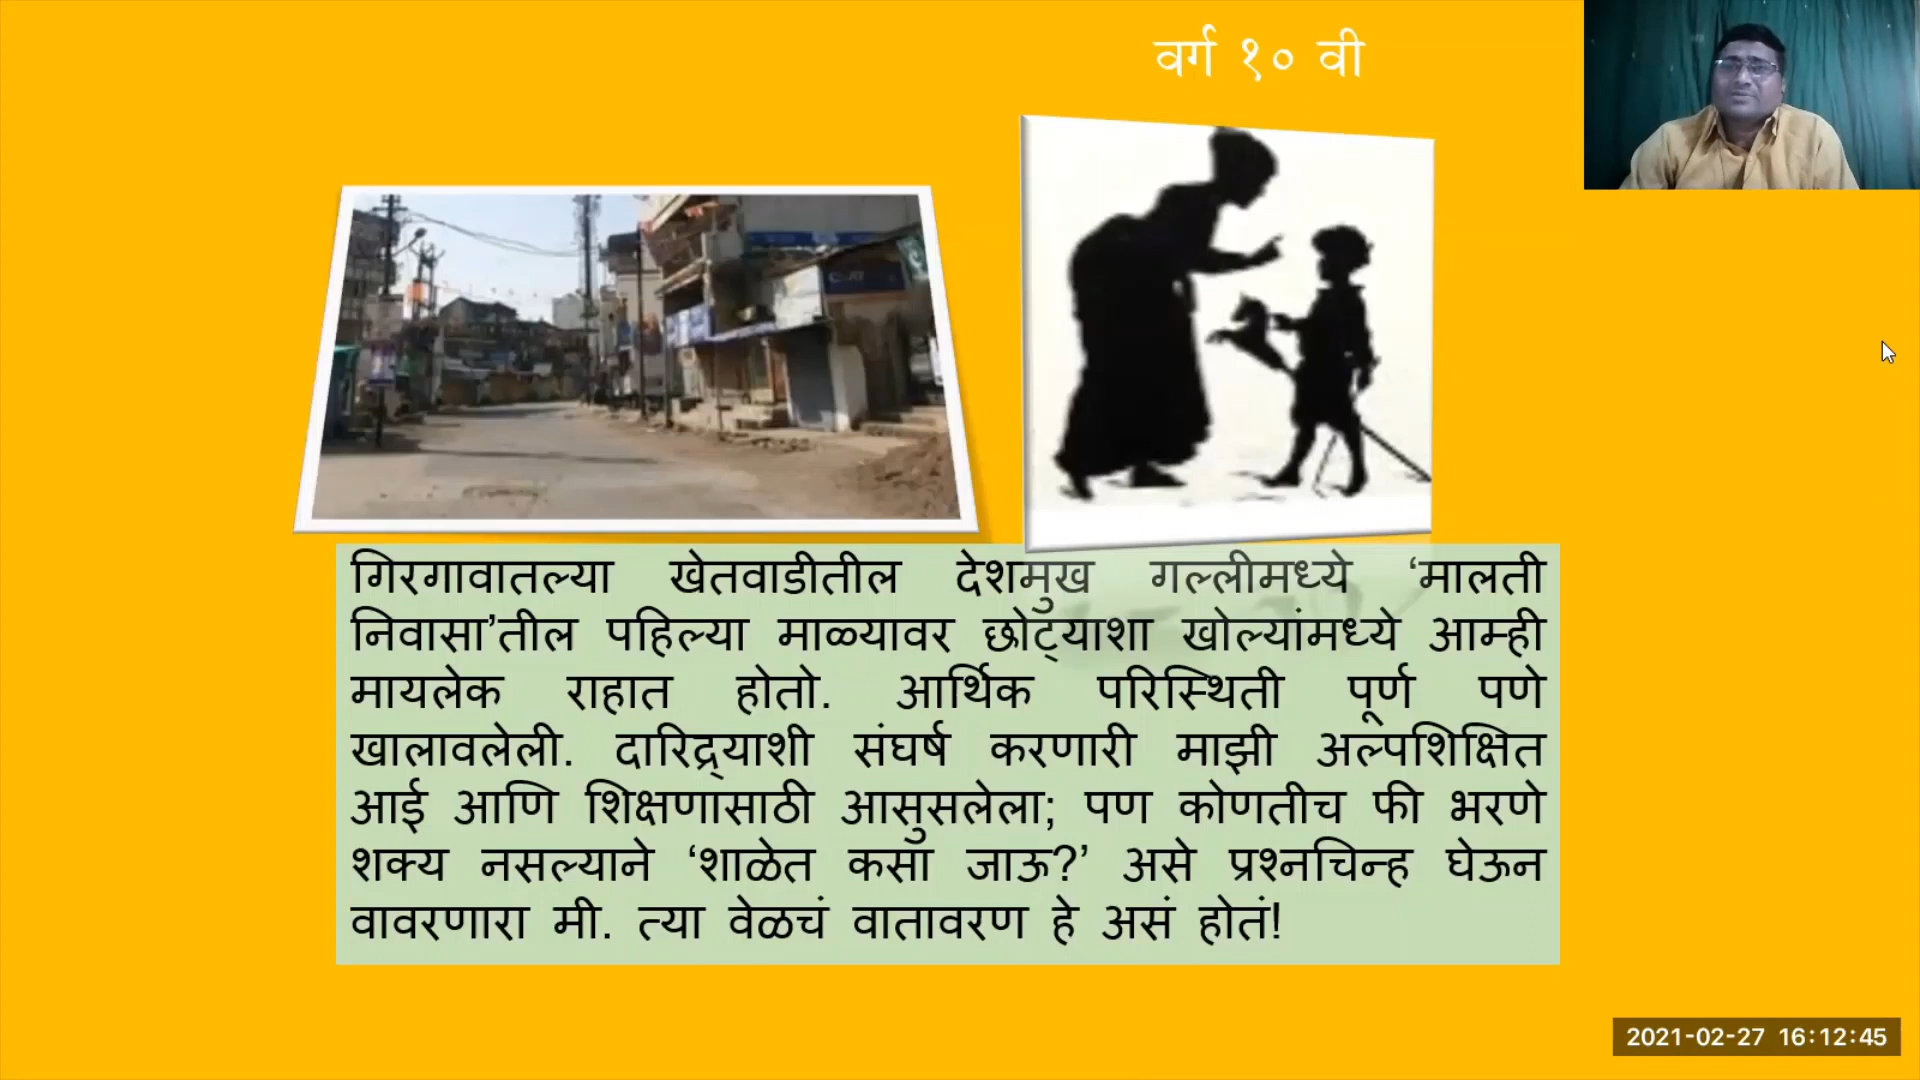 वर्ग १० वी
गिरगावातल्या खेतवाडीतील देशमुख गल्लीमध्ये ‘मालती
निवासा’तील पहिल्या माळ्यावर छोट्याशा खोल्यांमध्ये आम्ही
मायलेक राहात होतो. आर्थिक परिस्थिती पूर्ण पणे
खालावलेली. दारिद्र्याशी संघर्ष करणारी माझी अल्पशिक्षित
आई आणि शिक्षणासाठी आसुसलेला; पण कोणतीच फी भरणे
शक्य नसल्याने ‘शाळेत कसा जाऊ?’ असे प्रश्नचिन्ह घेऊन
वावरणारा मी. त्या वेळचं वातावरण हे असं होतं!
2021-02-27 16:12:45